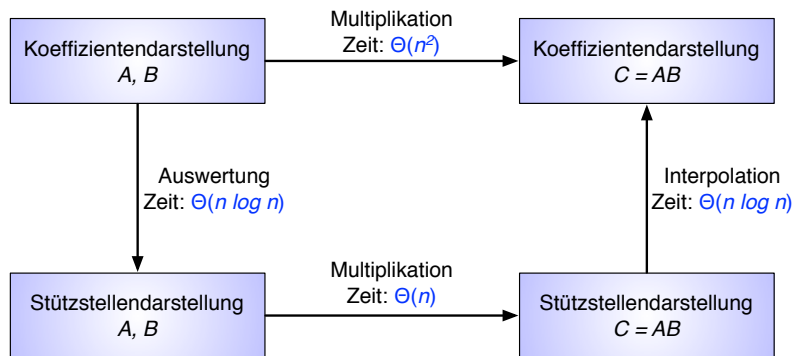 Koeffizientendarstellung
A, B
Multiplikation
Zeit: Θ(n²)
Koeffizientendarstellung
C = AB
Auswertung
Zeit: Θ(n log n)
Interpolation
Zeit: Θ(n log n)
Stützstellendarstellung
A, B
Multiplikation
Zeit: Θ(n)
Stützstellendarstellung
C = AB